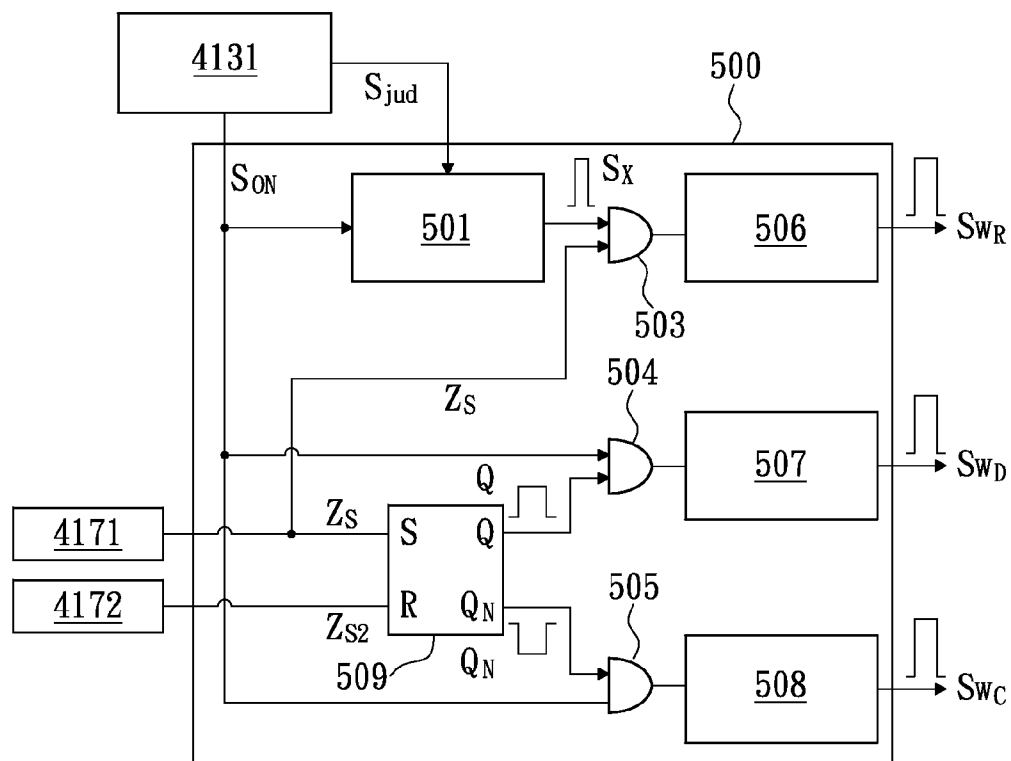 4131
500
Sjud
SON
SX
501
506
SWR
503
504
ZS
507
SWD
Q
4171
ZS
S
Q
4172
R
QN
505
ZS2
509
QN
508
SWC